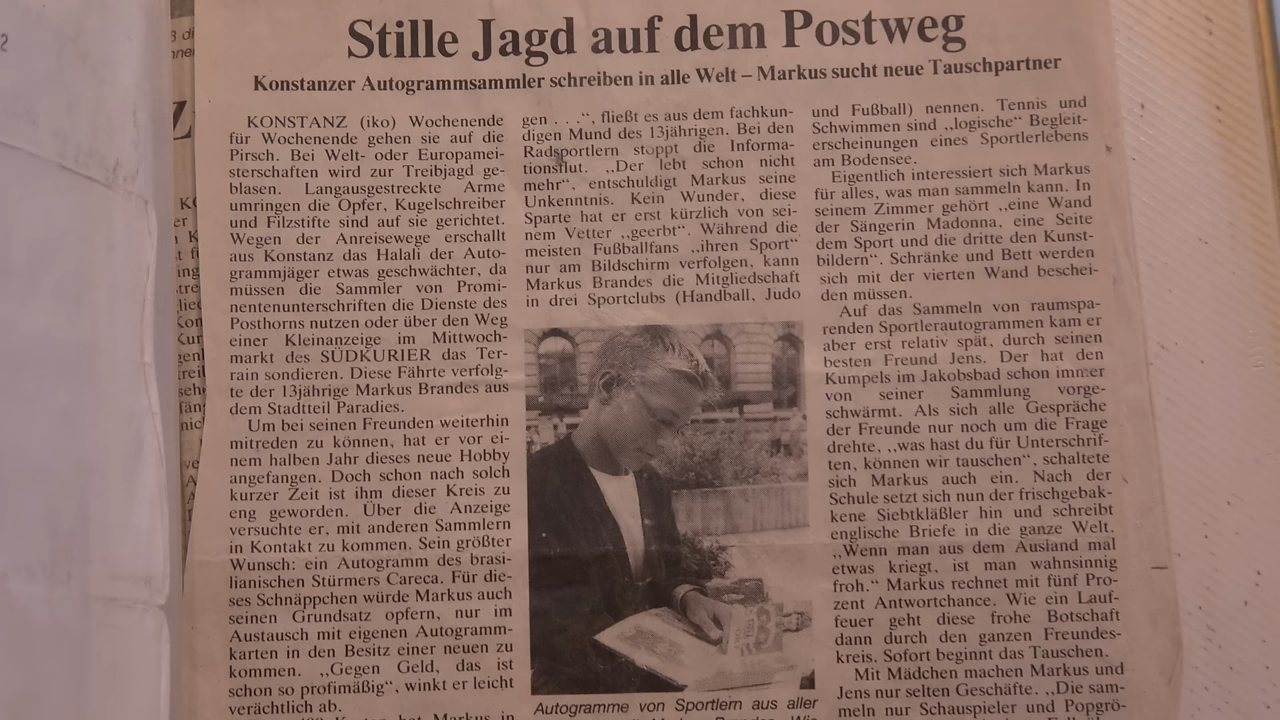 Stille Jagd auf dem Postweg
Konstanzer Autogrammsammler schreiben in alle Welt – Markus sucht neue Tauschpartner
KONSTANZ (iko) Wochenende
für Wochenende gehen sie auf die
Pirsch. Bei Welt- oder Europamei-
sterschaften wird zur Treibjagd ge-
blasen. Langausgestreckte Arme
umringen die Opfer, Kugelschreiber
und Filzstifte sind auf sie gerichtet.
Wegen der Anreisewege erschallt
aus Konstanz das Halali der Auto-
grammjäger etwas geschwächter, da
müssen die Sammler von Promi-
nentenunterschriften die Dienste des
Posthorns nutzen oder über den Weg
einer Kleinanzeige im Mittwoch-
markt des SÜDKURIER das Ter-
rain sondieren. Diese Fährte verfolg-
te der 13jährige Markus Brandes aus
dem Stadtteil Paradies.
Um bei seinen Freunden weiterhin
mitreden zu können, hat er vor ei-
nem halben Jahr dieses neue Hobby
angefangen. Doch schon nach solch
kurzer Zeit ist ihm dieser Kreis zu
eng geworden. Über die Anzeige
versuchte er, mit anderen Sammlern
in Kontakt zu kommen. Sein größter
Wunsch: ein Autogramm des brasi-
lianischen Stürmers Careca. Für die-
ses Schnäppchen würde Markus auch
seinen Grundsatz opfern, nur im
Austausch mit eigenen Autogramm-
karten in den Besitz einer neuen zu
kommen. „Gegen Geld, das ist
schon so profimäßig“, winkt er leicht
verächtlich ab.
gen . . .“, fließt es aus dem fachkun-
digen Mund des 13jährigen. Bei den
Radsportlern stoppt die Informa-
tionsflut. „Der lebt schon nicht
mehr“, entschuldigt Markus seine
Unkenntnis. Kein Wunder, diese
Sparte hat er erst kürzlich von sei-
nem Vetter „geerbt“. Während die
meisten Fußballfans „ihren Sport“
nur am Bildschirm verfolgen, kann
Markus Brandes die Mitgliedschaft
in drei Sportclubs (Handball, Judo
Autogramme von Sportlern aus aller
und Fußball) nennen. Tennis und
Schwimmen sind „logische“ Begleit-
erscheinungen eines Sportlerlebens
am Bodensee.
Eigentlich interessiert sich Markus
für alles, was man sammeln kann. In
seinem Zimmer gehört „eine Wand
der Sängerin Madonna, eine Seite
dem Sport und die dritte den Kunst-
bildern“. Schränke und Bett werden
sich mit der vierten Wand beschei-
den müssen.
Auf das Sammeln von raumspa-
renden Sportlerautogrammen kam er
aber erst relativ spät, durch seinen
besten Freund Jens. Der hat den
Kumpels im Jakobsbad schon immer
von seiner Sammlung vorge-
schwärmt. Als sich alle Gespräche
der Freunde nur noch um die Frage
drehte, „was hast du für Unterschrif-
ten, können wir tauschen“, schaltete
sich Markus auch ein. Nach der
Schule setzt sich nun der frischgebak-
kene Siebtkläßler hin und schreibt
englische Briefe in die ganze Welt.
„Wenn man aus dem Ausland mal
etwas kriegt, ist man wahnsinnig
froh.“ Markus rechnet mit fünf Pro-
zent Antwortchance. Wie ein Lauf-
feuer geht diese frohe Botschaft
dann durch den ganzen Freundes-
kreis. Sofort beginnt das Tauschen.
Mit Mädchen machen Markus und
Jens nur selten Geschäfte. „Die sam-
meln nur Schauspieler und Popgrö-